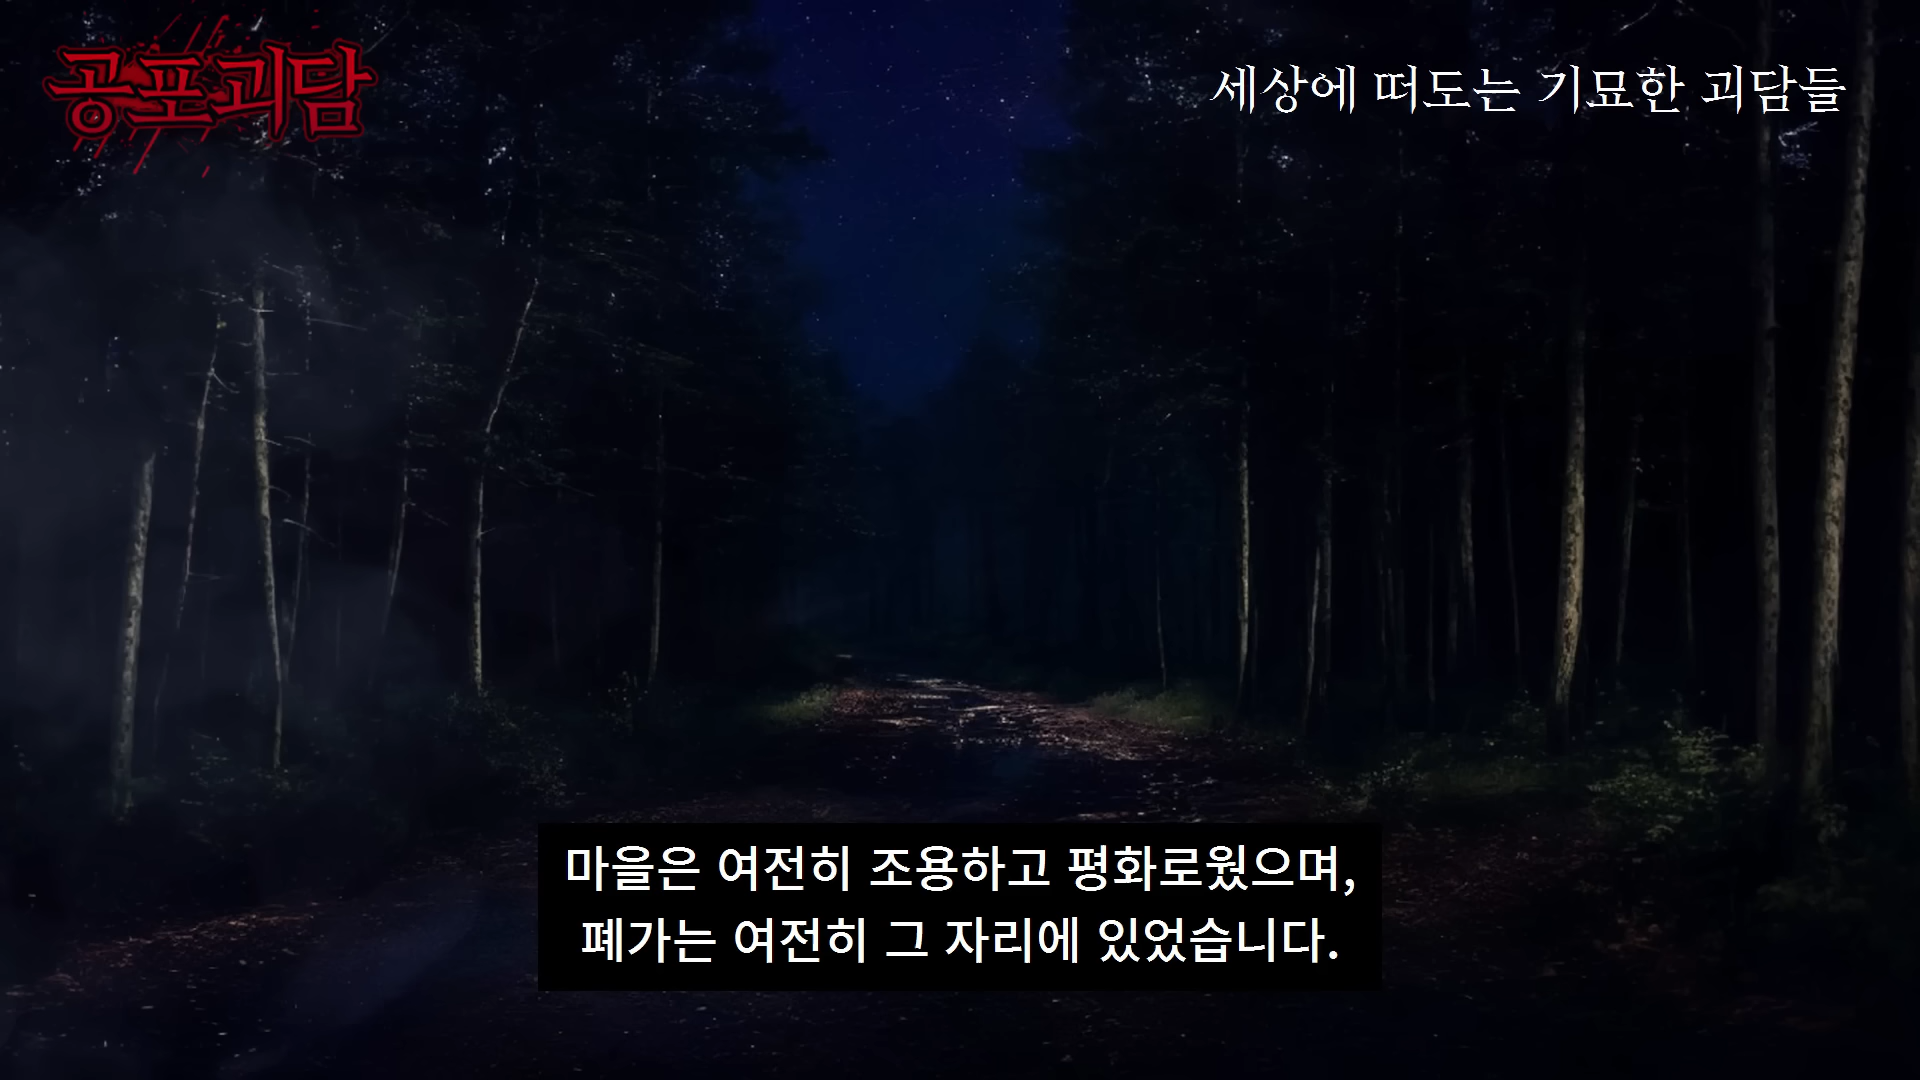 공포괴담
세상에 떠도는 기묘한 괴담들
마을은 여전히 조용하고 평화로웠으며,
폐가는 여전히 그 자리에 있었습니다.